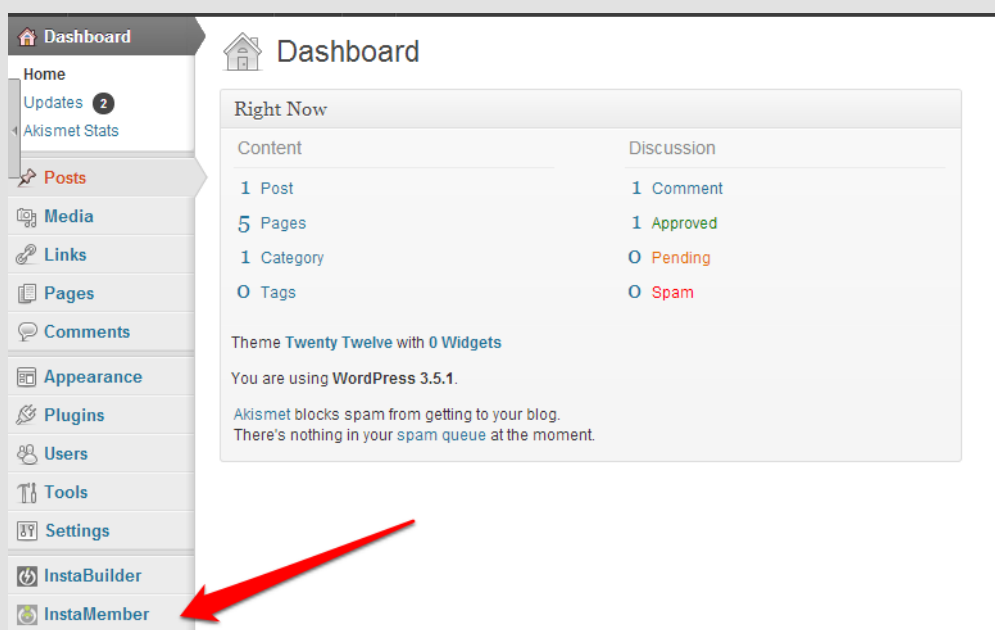 Dashboard
Home
Updates 2
Akismet Stats
Posts
Media
Links
Pages
Comments
Appearance
Plugins
Users
Tools
Settings
InstaBuilder
InstaMember
Dashboard
Right Now
Content
1 Post
5 Pages
1 Category
0 Tags
Discussion
1 Comment
1 Approved
0 Pending
0 Spam
Theme Twenty Twelve with 0 Widgets
You are using WordPress 3.5.1.
Akismet blocks spam from getting to your blog.
There's nothing in your spam queue at the moment.